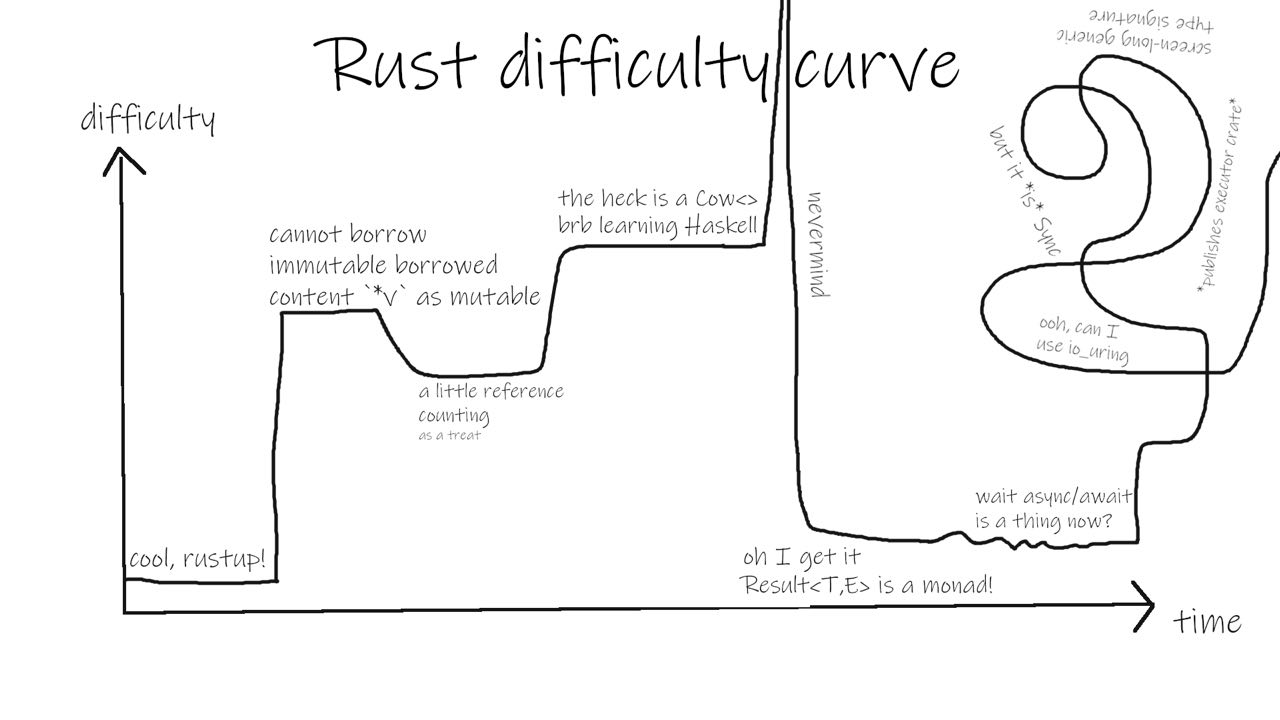 Rust difficulty curve
difficulty
cool, rustup!
cannot borrow
immutable borrowed
content `*v` as mutable
a little reference
counting
as a treat
the heck is a Cow<>
brb learning Haskell
nevermind
oh I get it
Result<T,E> is a monad!
wait async/await
is a thing now?
but it *is* Sync
screen-long generic
type signature
*publishes executor crate*
ooh, can I
use io_uring
time